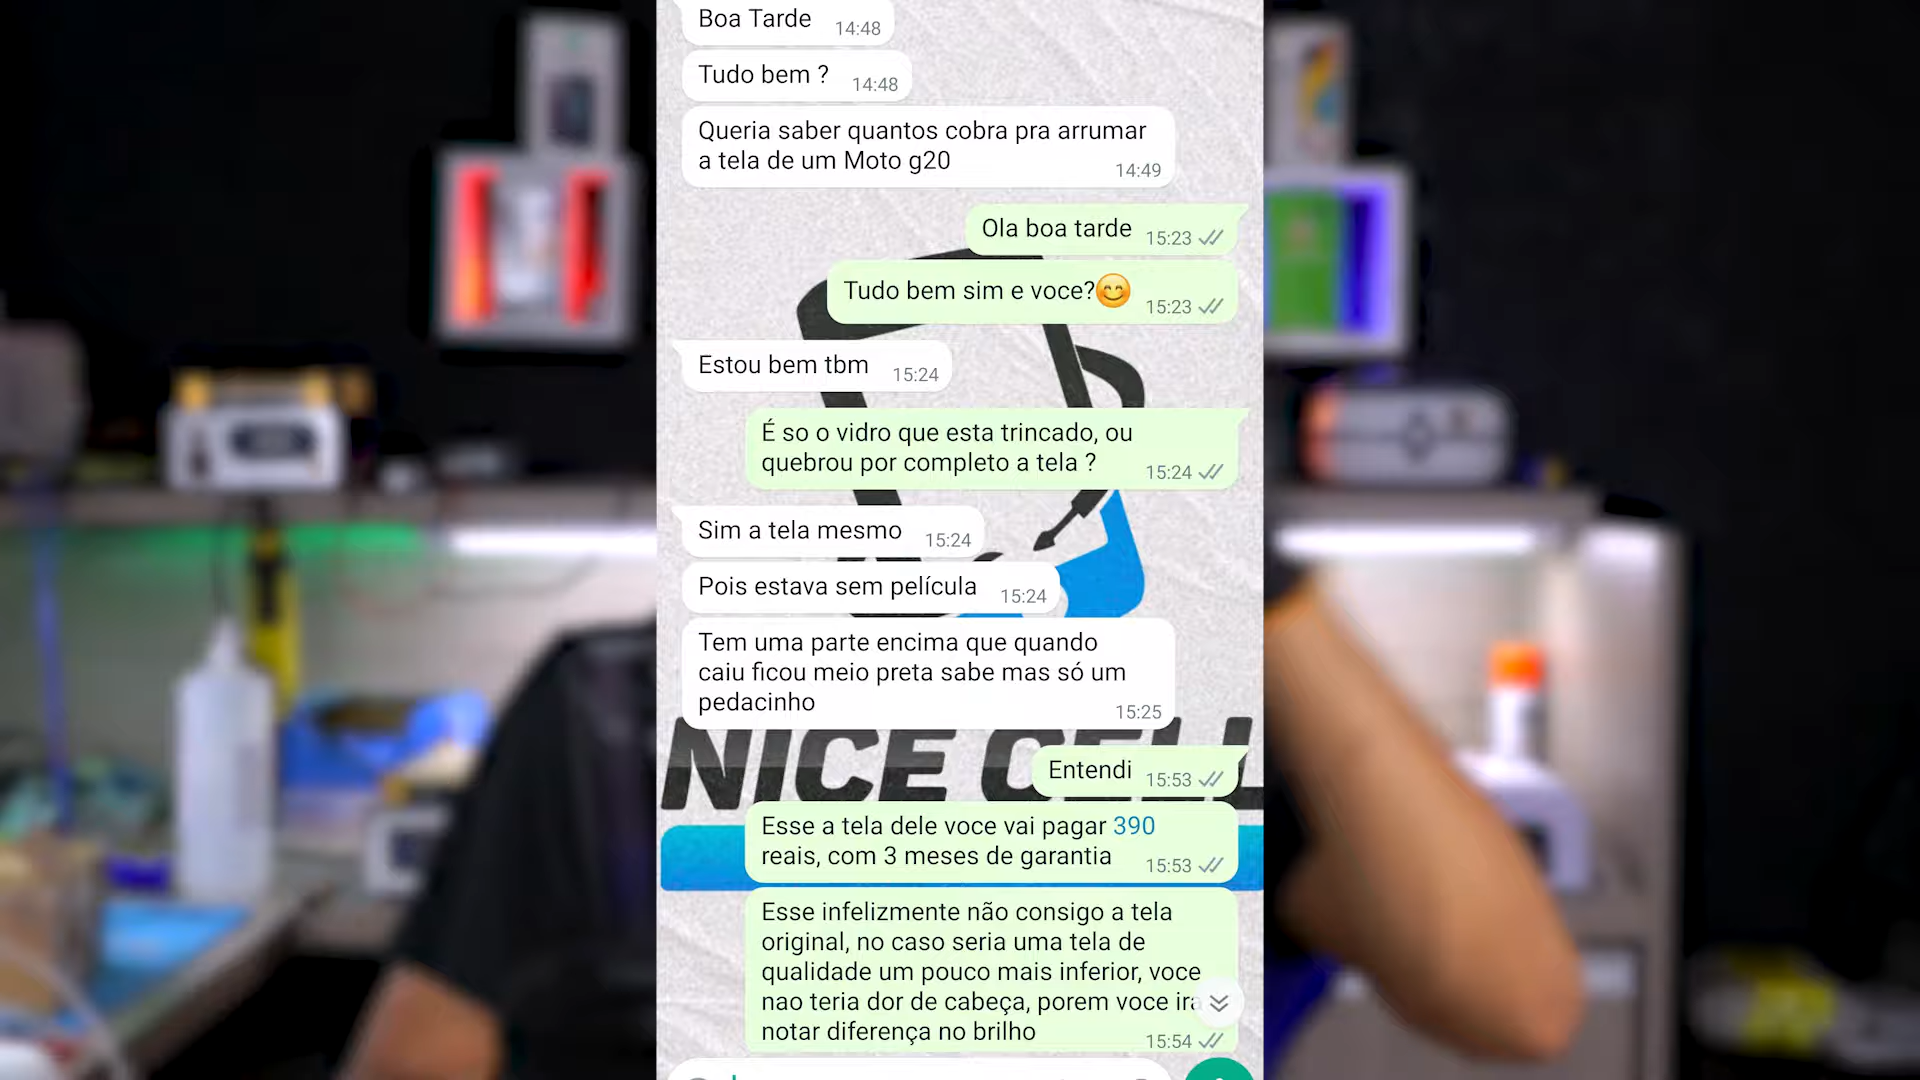 Boa Tarde 14:48
Tudo bem ? 14:48
Queria saber quantos cobra pra arrumar
a tela de um Moto g20 14:49
Ola boa tarde 15:23
Tudo bem sim e voce?😊 15:23
Estou bem tbm 15:24
É so o vidro que esta trincado, ou
quebrou por completo a tela ? 15:24
Sim a tela mesmo 15:24
Pois estava sem película 15:24
Tem uma parte encima que quando
caiu ficou meio preta sabe mas só um
pedacinho 15:25
NICE CELL
Entendi 15:53
Esse a tela dele voce vai pagar 390
reais, com 3 meses de garantia 15:53
Esse infelizmente não consigo a tela
original, no caso seria uma tela de
qualidade um pouco mais inferior, voce
nao teria dor de cabeça, porem voce ira
notar diferença no brilho 15:54